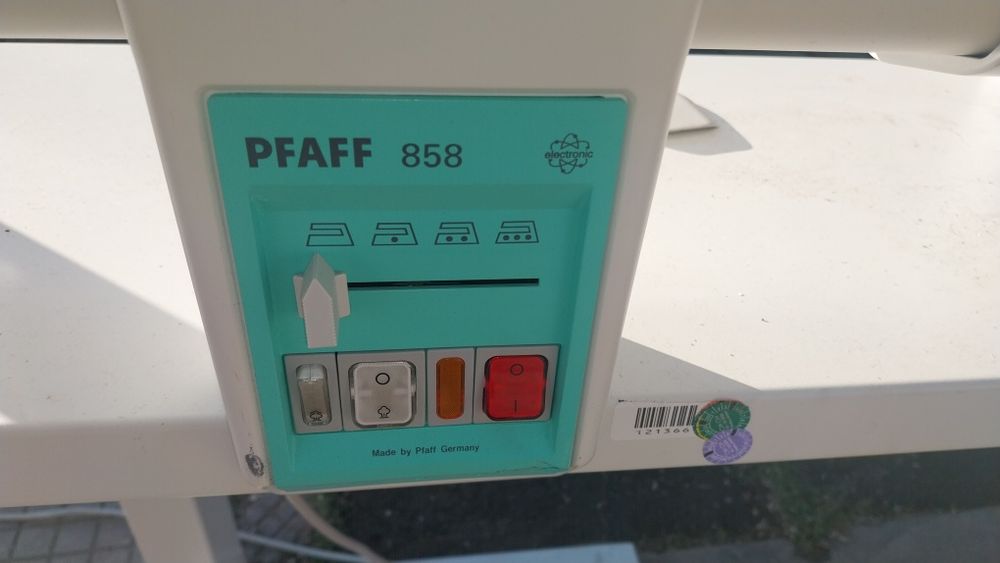 PFAFF 858
electronic
Made by Pfaff Germany
121366